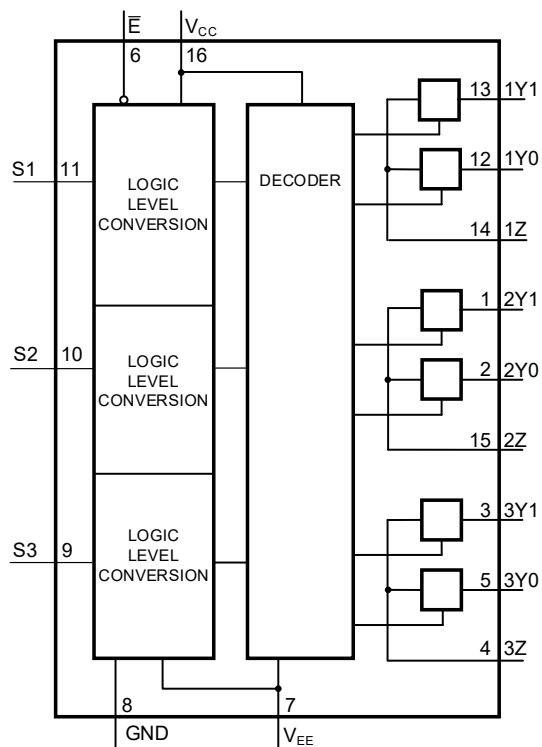 E̅ V_CC
6 16
13 1Y1
12 1Y0
14 1Z
S1 11
LOGIC
LEVEL
CONVERSION
DECODER
1 2Y1
2 2Y0
15 2Z
S2 10
LOGIC
LEVEL
CONVERSION
3 3Y1
5 3Y0
4 3Z
S3 9
LOGIC
LEVEL
CONVERSION
8 7
GND V_EE